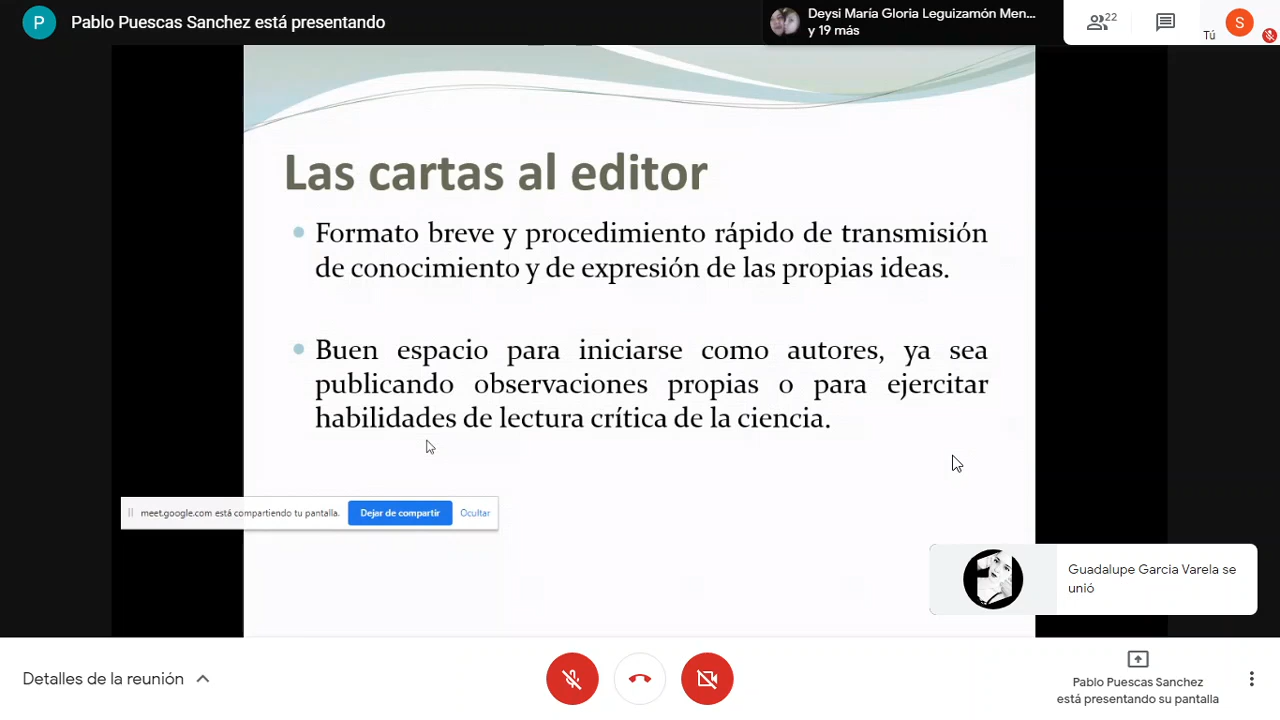 P
Pablo Puescas Sanchez está presentando
Deysi María Gloria Leguizamón Men...
y 19 más
22
Tú
S
Las cartas al editor
Formato breve y procedimiento rápido de transmisión
de conocimiento y de expresión de las propias ideas.
Buen espacio para iniciarse como autores, ya sea
publicando observaciones propias o para ejercitar
habilidades de lectura crítica de la ciencia.
meet.google.com está compartiendo tu pantalla.
Dejar de compartir
Ocultar
Guadalupe Garcia Varela se
unió
Detalles de la reunión
Pablo Puescas Sanchez
está presentando su pantalla